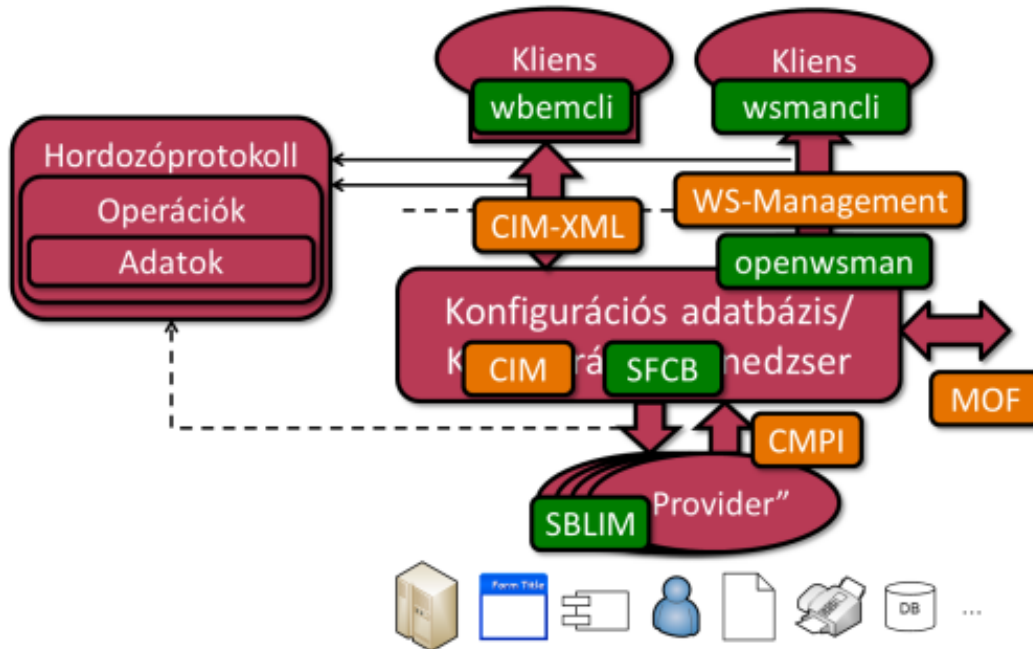 Kliens
wbemcli
Kliens
wsmancli
Hordozóprotokoll
Operációk
Adatok
CIM-XML
WS-Management
openwsman
Konfigurációs adatbázis/
CIM
SFCB
nedzser
MOF
CMPI
Provider”
SBLIM
Form Title
DB
...